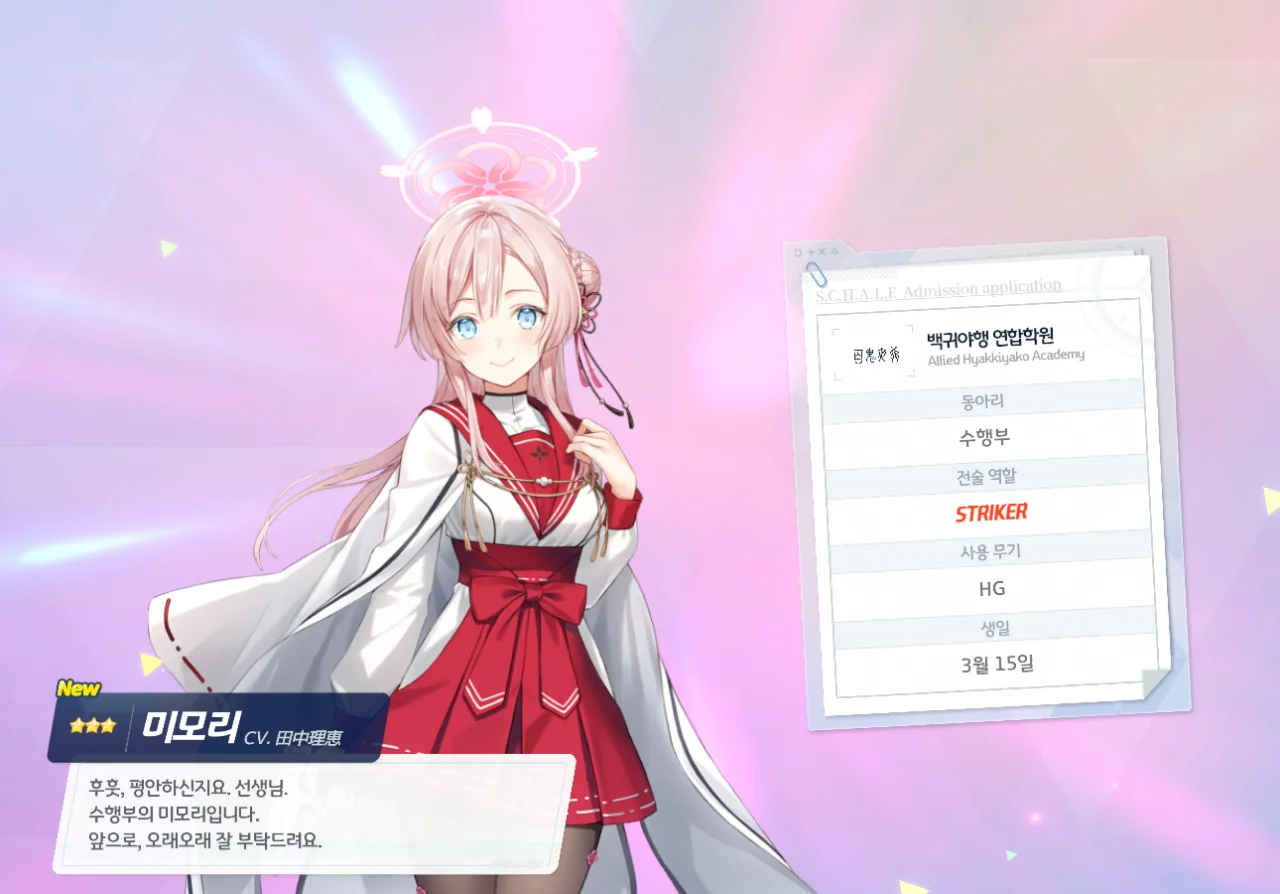 S.C.H.A.L.E Admission application
백귀야행 연합학원
Allied Hyakkiyako Academy
동아리
수행부
전술 역할
STRIKER
사용 무기
HG
생일
3월 15일
New
미모리 CV. 田中理恵
후훗, 평안하신지요. 선생님.
수행부의 미모리입니다.
앞으로, 오래오래 잘 부탁드려요.
message